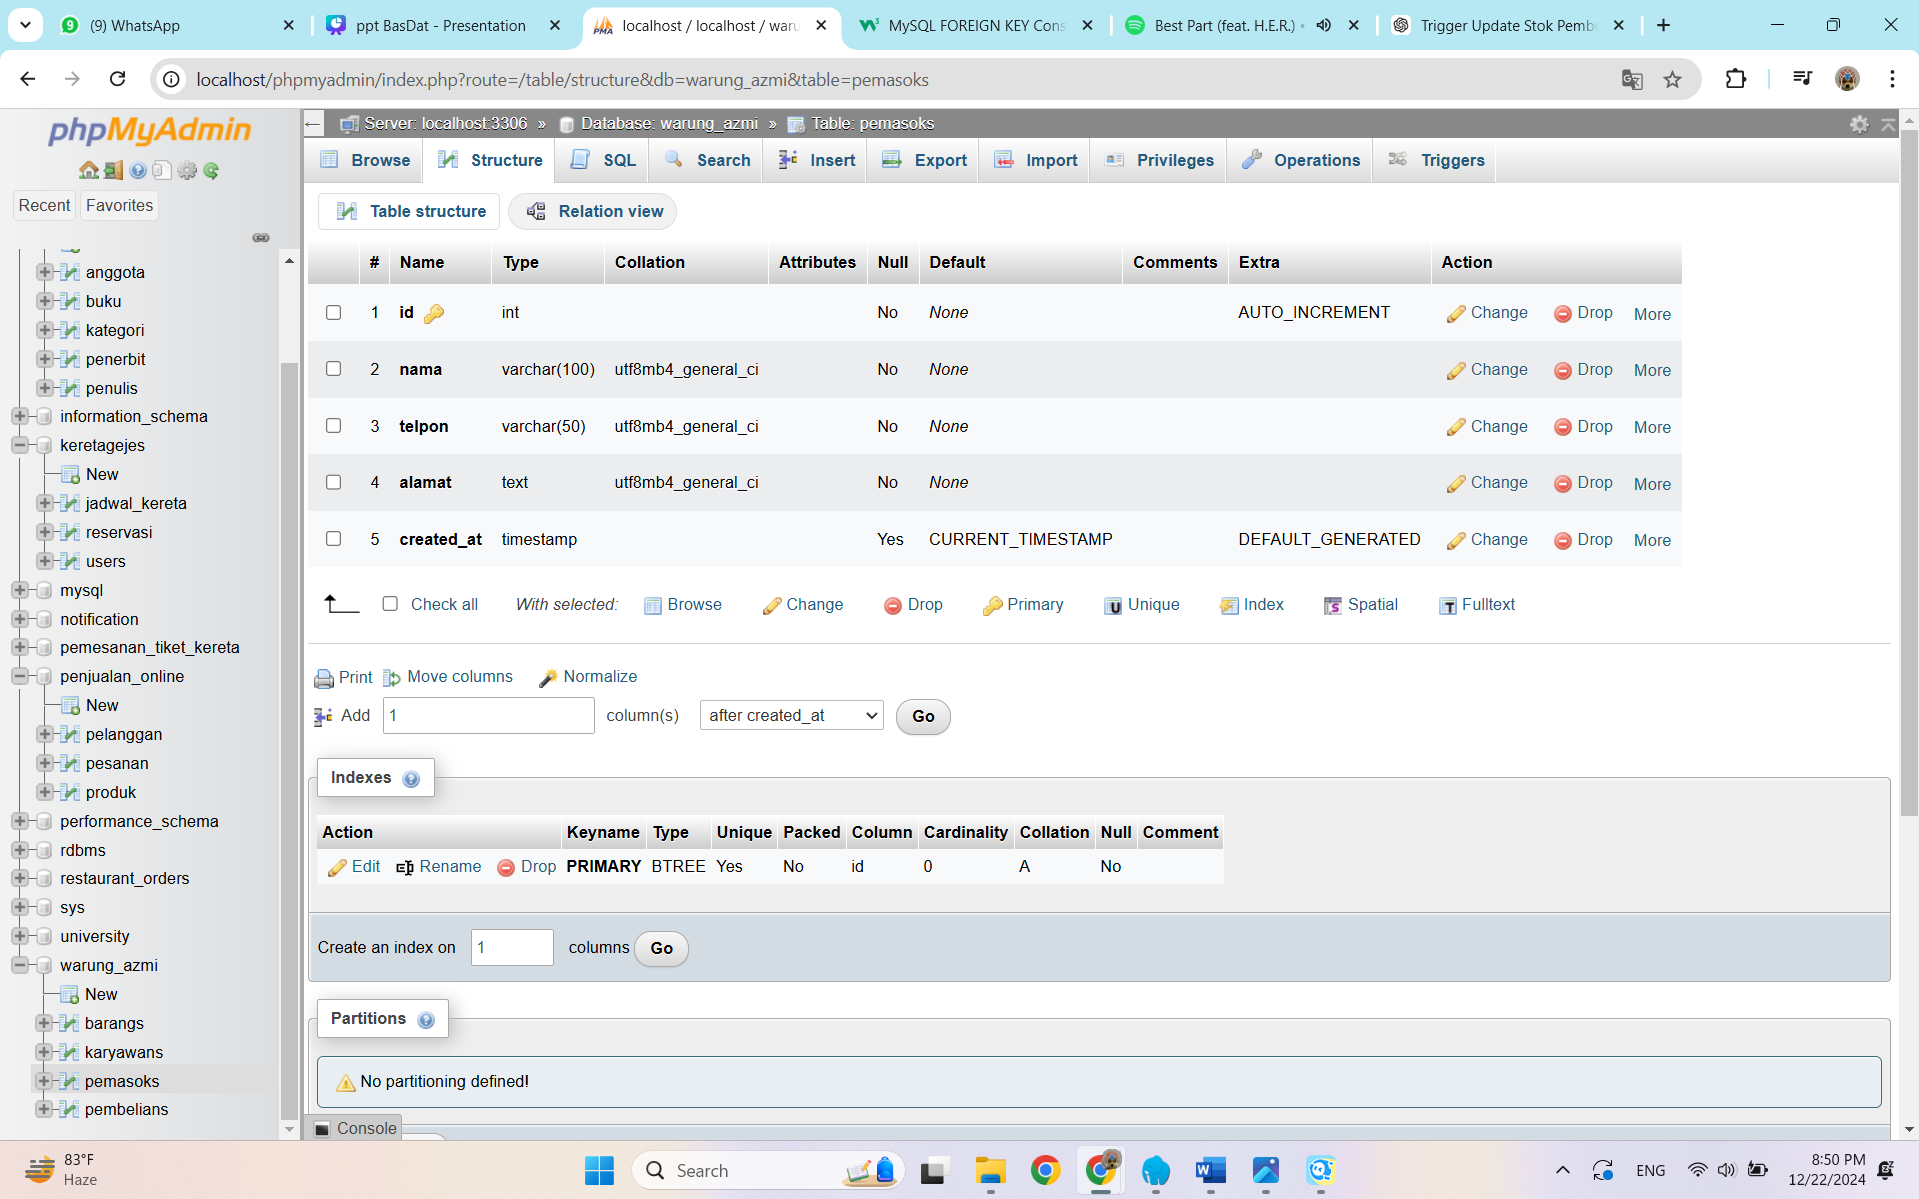 (9) WhatsApp
ppt BasDat - Presentation
localhost / localhost / waru
MySQL FOREIGN KEY Cons
Best Part (feat. H.E.R.) •
Trigger Update Stok Pembe
localhost/phpmyadmin/index.php?route=/table/structure&db=warung_azmi&table=pemasoks
phpMyAdmin
Recent Favorites
anggota
buku
kategori
penerbit
penulis
information_schema
keretagejes
New
jadwal_kereta
reservasi
users
mysql
notification
pemesanan_tiket_kereta
penjualan_online
New
pelanggan
pesanan
produk
performance_schema
rdbms
restaurant_orders
sys
university
warung_azmi
New
barangs
karyawans
pemasoks
pembelians
Server: localhost:3306 » Database: warung_azmi » Table: pemasoks
Browse Structure SQL Search Insert Export Import Privileges Operations Triggers
Table structure Relation view
# Name Type Collation Attributes Null Default Comments Extra Action
1 id int No None AUTO_INCREMENT Change Drop More
2 nama varchar(100) utf8mb4_general_ci No None Change Drop More
3 telpon varchar(50) utf8mb4_general_ci No None Change Drop More
4 alamat text utf8mb4_general_ci No None Change Drop More
5 created_at timestamp Yes CURRENT_TIMESTAMP DEFAULT_GENERATED Change Drop More
Check all With selected: Browse Change Drop Primary Unique Index Spatial Fulltext
Print Move columns Normalize
Add 1 column(s) after created_at Go
Indexes
Action Keyname Type Unique Packed Column Cardinality Collation Null Comment
Edit Rename Drop PRIMARY BTREE Yes No id 0 A No
Create an index on 1 columns Go
Partitions
No partitioning defined!
Console
83°F
Haze
Search
ENG
8:50 PM
12/22/2024